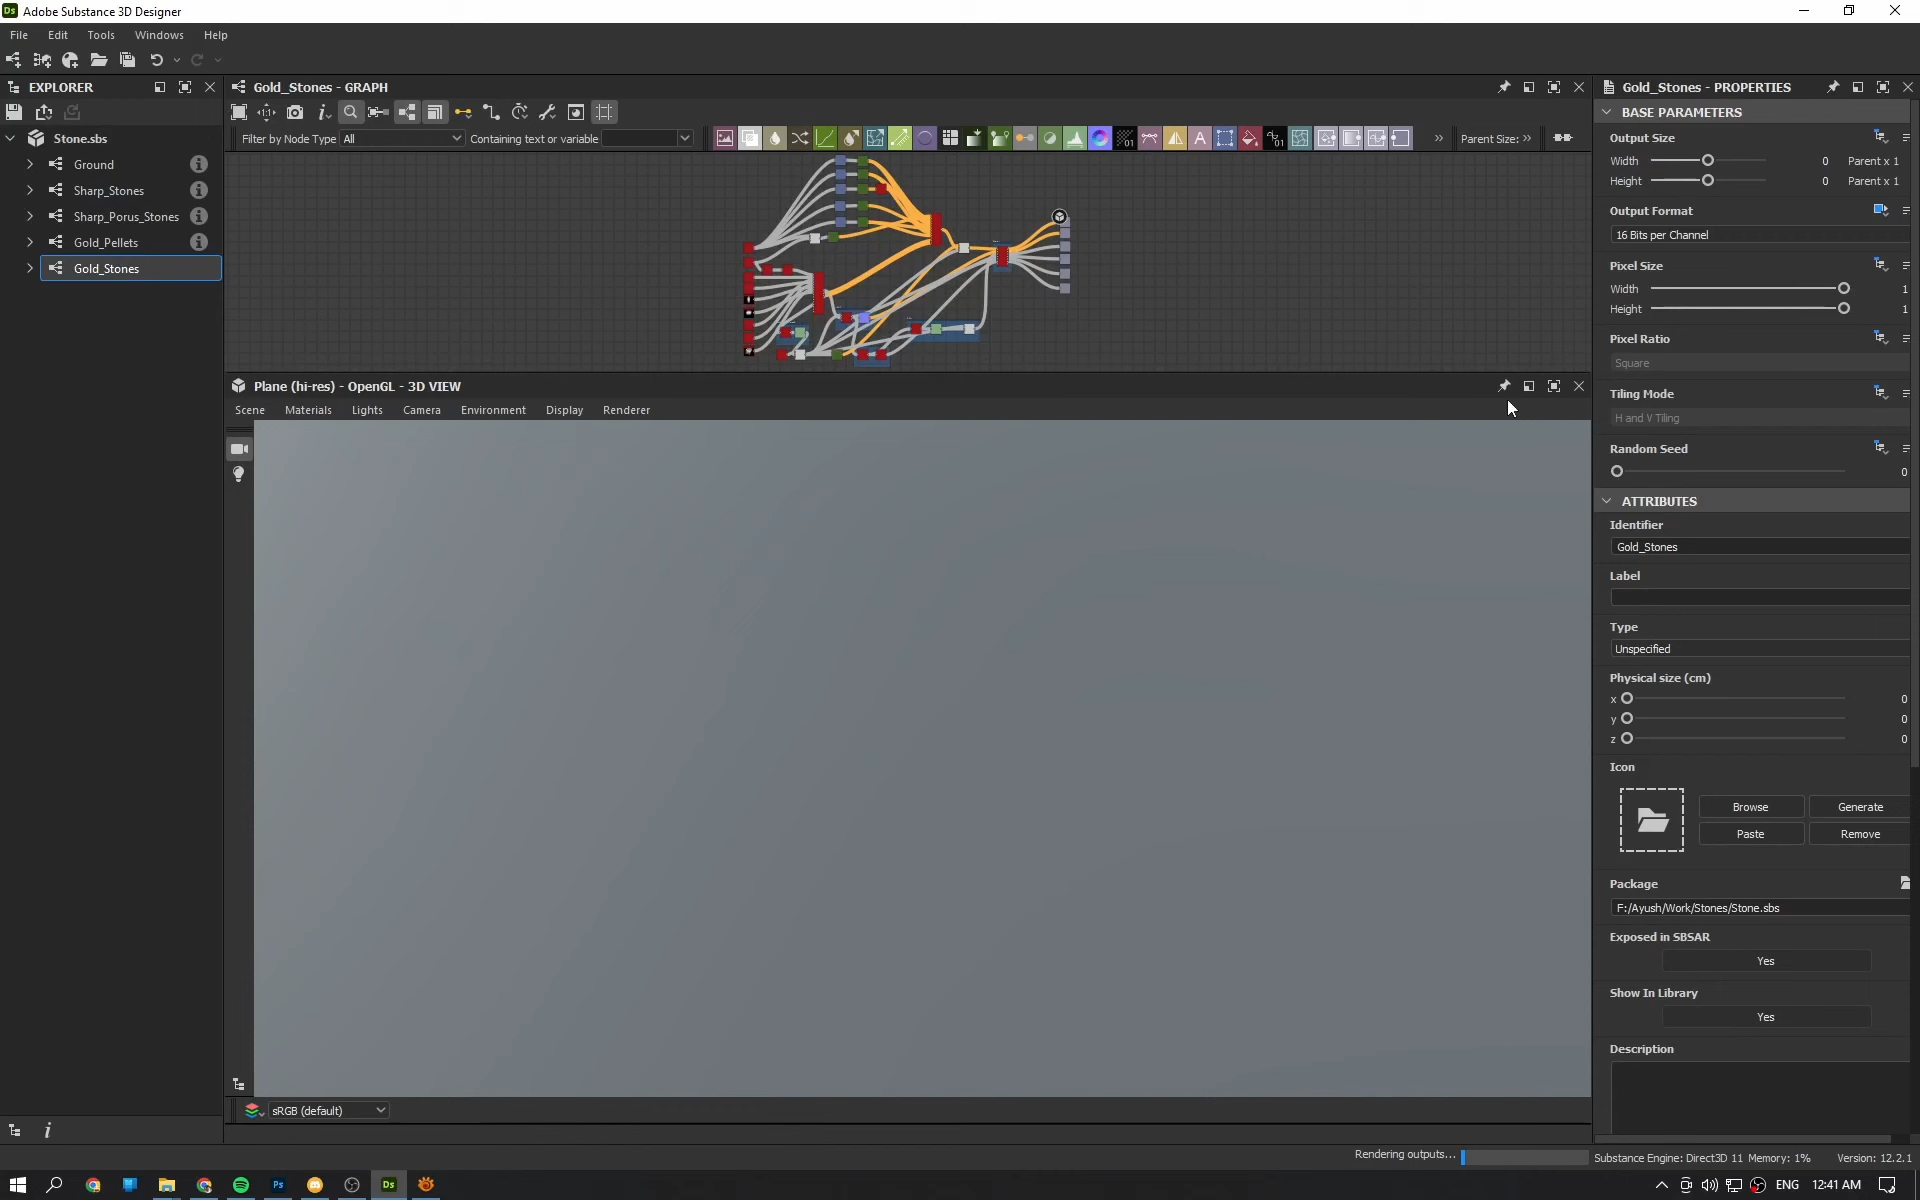 Ds Adobe Substance 3D Designer
File Edit Tools Windows Help
EXPLORER
Gold_Stones - GRAPH
Gold_Stones - PROPERTIES
BASE PARAMETERS
Stone.sbs
Filter by Node Type All Containing text or variable
Parent Size: »
Output Size
Ground
Width 0 Parent x 1
Height 0 Parent x 1
Sharp_Stones
Sharp_Porus_Stones
Output Format
16 Bits per Channel
Gold_Pellets
Gold_Stones
Pixel Size
Width 1
Height 1
Pixel Ratio
Square
Plane (hi-res) - OpenGL - 3D VIEW
Tiling Mode
H and V Tiling
Scene Materials Lights Camera Environment Display Renderer
Random Seed
0
ATTRIBUTES
Identifier
Gold_Stones
Label
Type
Unspecified
Physical size (cm)
x 0
y 0
z 0
Icon
Browse Generate
Paste Remove
Package
F:/Ayush/Work/Stones/Stone.sbs
Exposed in SBSAR
Yes
Show In Library
Yes
Description
sRGB (default)
Rendering outputs...
Substance Engine: Direct3D 11 Memory: 1% Version: 12.2.1
Ps Ds
ENG 12:41 AM